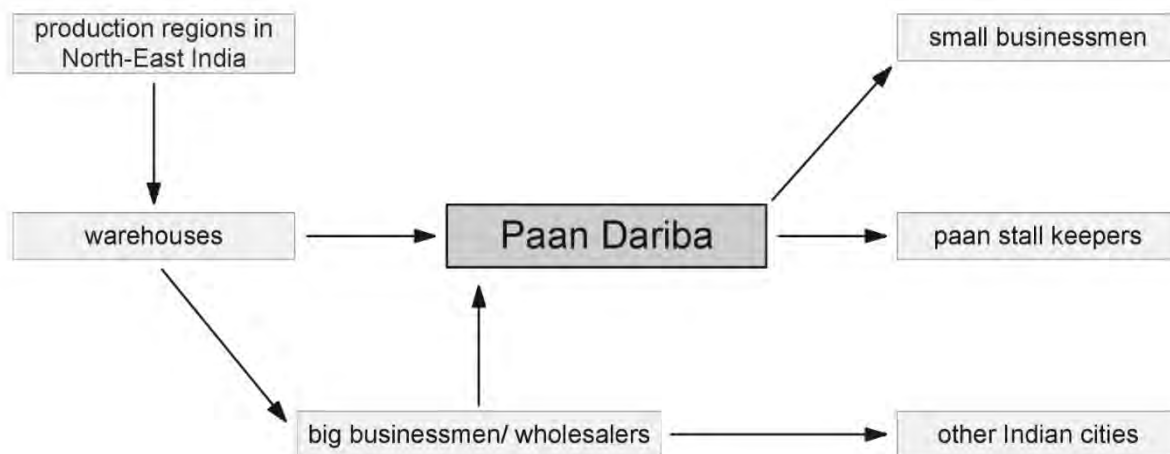 production regions in
North-East India
small businessmen
warehouses
Paan Dariba
paan stall keepers
big businessmen/ wholesalers
other Indian cities